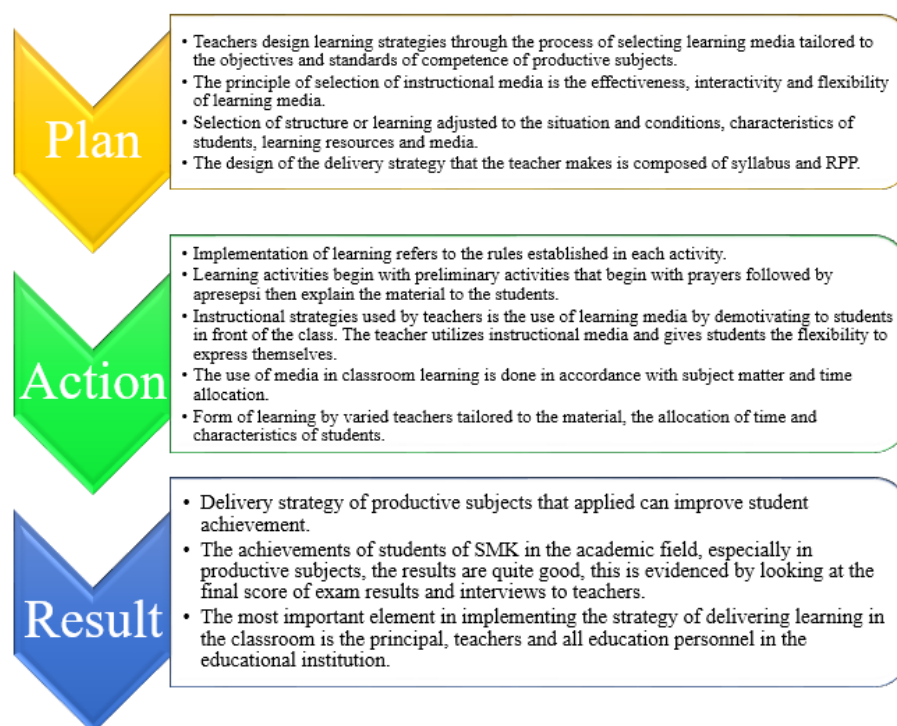 Plan
• Teachers design learning strategies through the process of selecting learning media tailored to
the objectives and standards of competence of productive subjects.
• The principle of selection of instructional media is the effectiveness, interactivity and flexibility
of learning media.
• Selection of structure or learning adjusted to the situation and conditions, characteristics of
students, learning resources and media.
• The design of the delivery strategy that the teacher makes is composed of syllabus and RPP.
Action
• Implementation of learning refers to the rules established in each activity.
• Learning activities begin with preliminary activities that begin with prayers followed by
apresepsi then explain the material to the students.
• Instructional strategies used by teachers is the use of learning media by demotivating to students
in front of the class. The teacher utilizes instructional media and gives students the flexibility to
express themselves.
• The use of media in classroom learning is done in accordance with subject matter and time
allocation.
• Form of learning by varied teachers tailored to the material, the allocation of time and
characteristics of students.
Result
• Delivery strategy of productive subjects that applied can improve student
achievement.
• The achievements of students of SMK in the academic field, especially in
productive subjects, the results are quite good, this is evidenced by looking at the
final score of exam results and interviews to teachers.
• The most important element in implementing the strategy of delivering learning in
the classroom is the principal, teachers and all education personnel in the
educational institution.